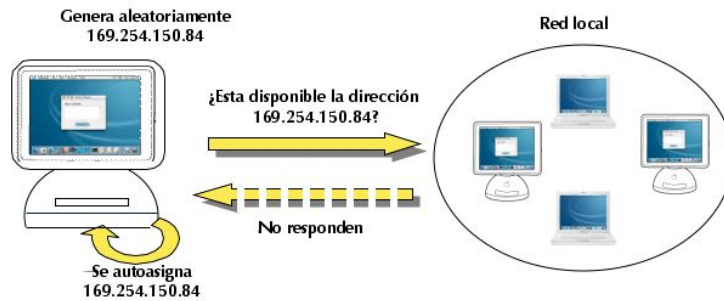 Genera aleatoriamente
169.254.150.84
Red local
¿Esta disponible la dirección
169.254.150.84?
No responden
Se autoasigna
169.254.150.84